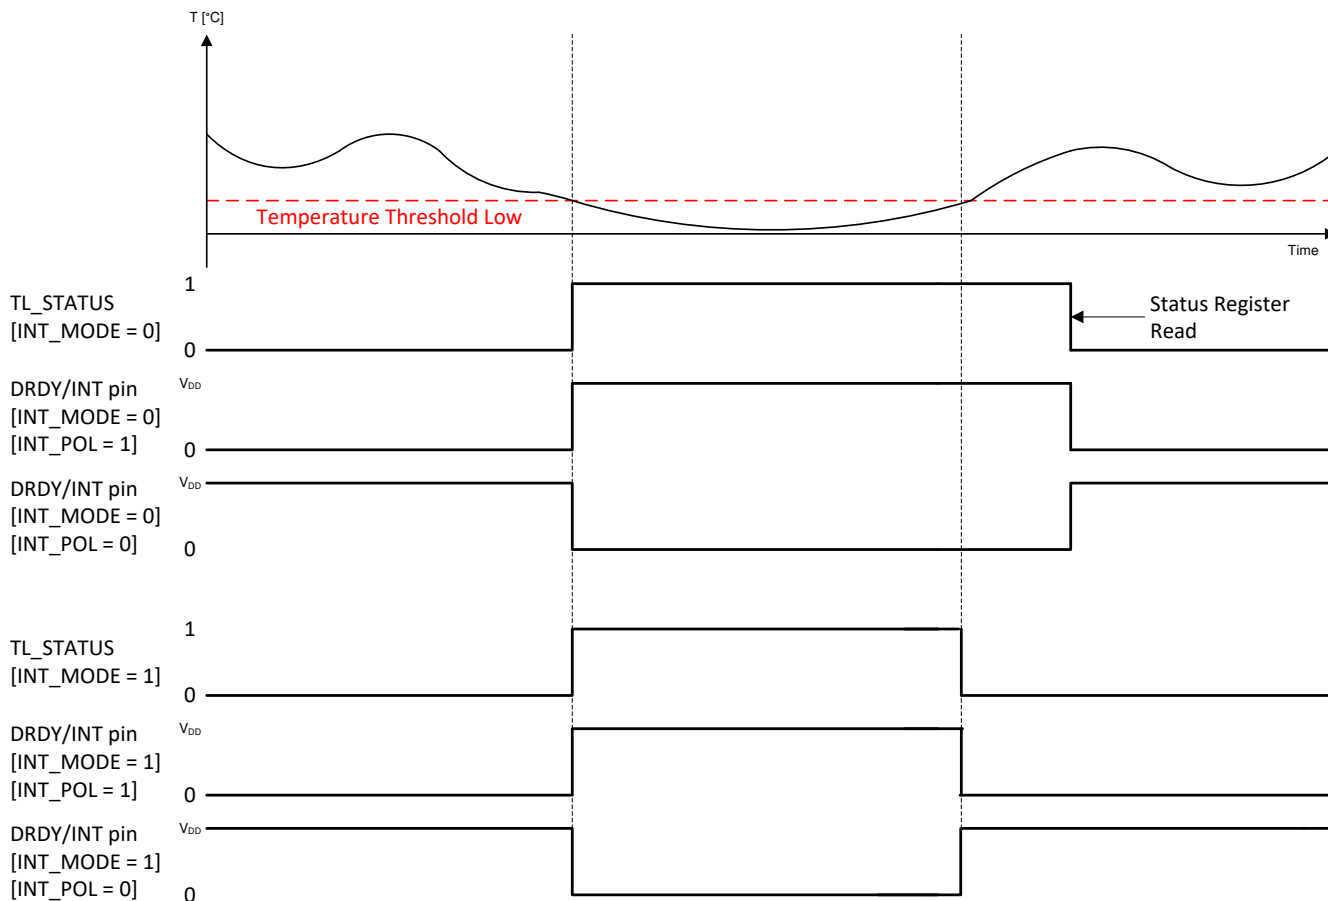 T [°C]
Temperature Threshold Low
Time
TL_STATUS
[INT_MODE = 0]
1
0
Status Register
Read
DRDY/INT pin
[INT_MODE = 0]
[INT_POL = 1]
VDD
0
DRDY/INT pin
[INT_MODE = 0]
[INT_POL = 0]
VDD
0
TL_STATUS
[INT_MODE = 1]
1
0
DRDY/INT pin
[INT_MODE = 1]
[INT_POL = 1]
VDD
0
DRDY/INT pin
[INT_MODE = 1]
[INT_POL = 0]
VDD
0